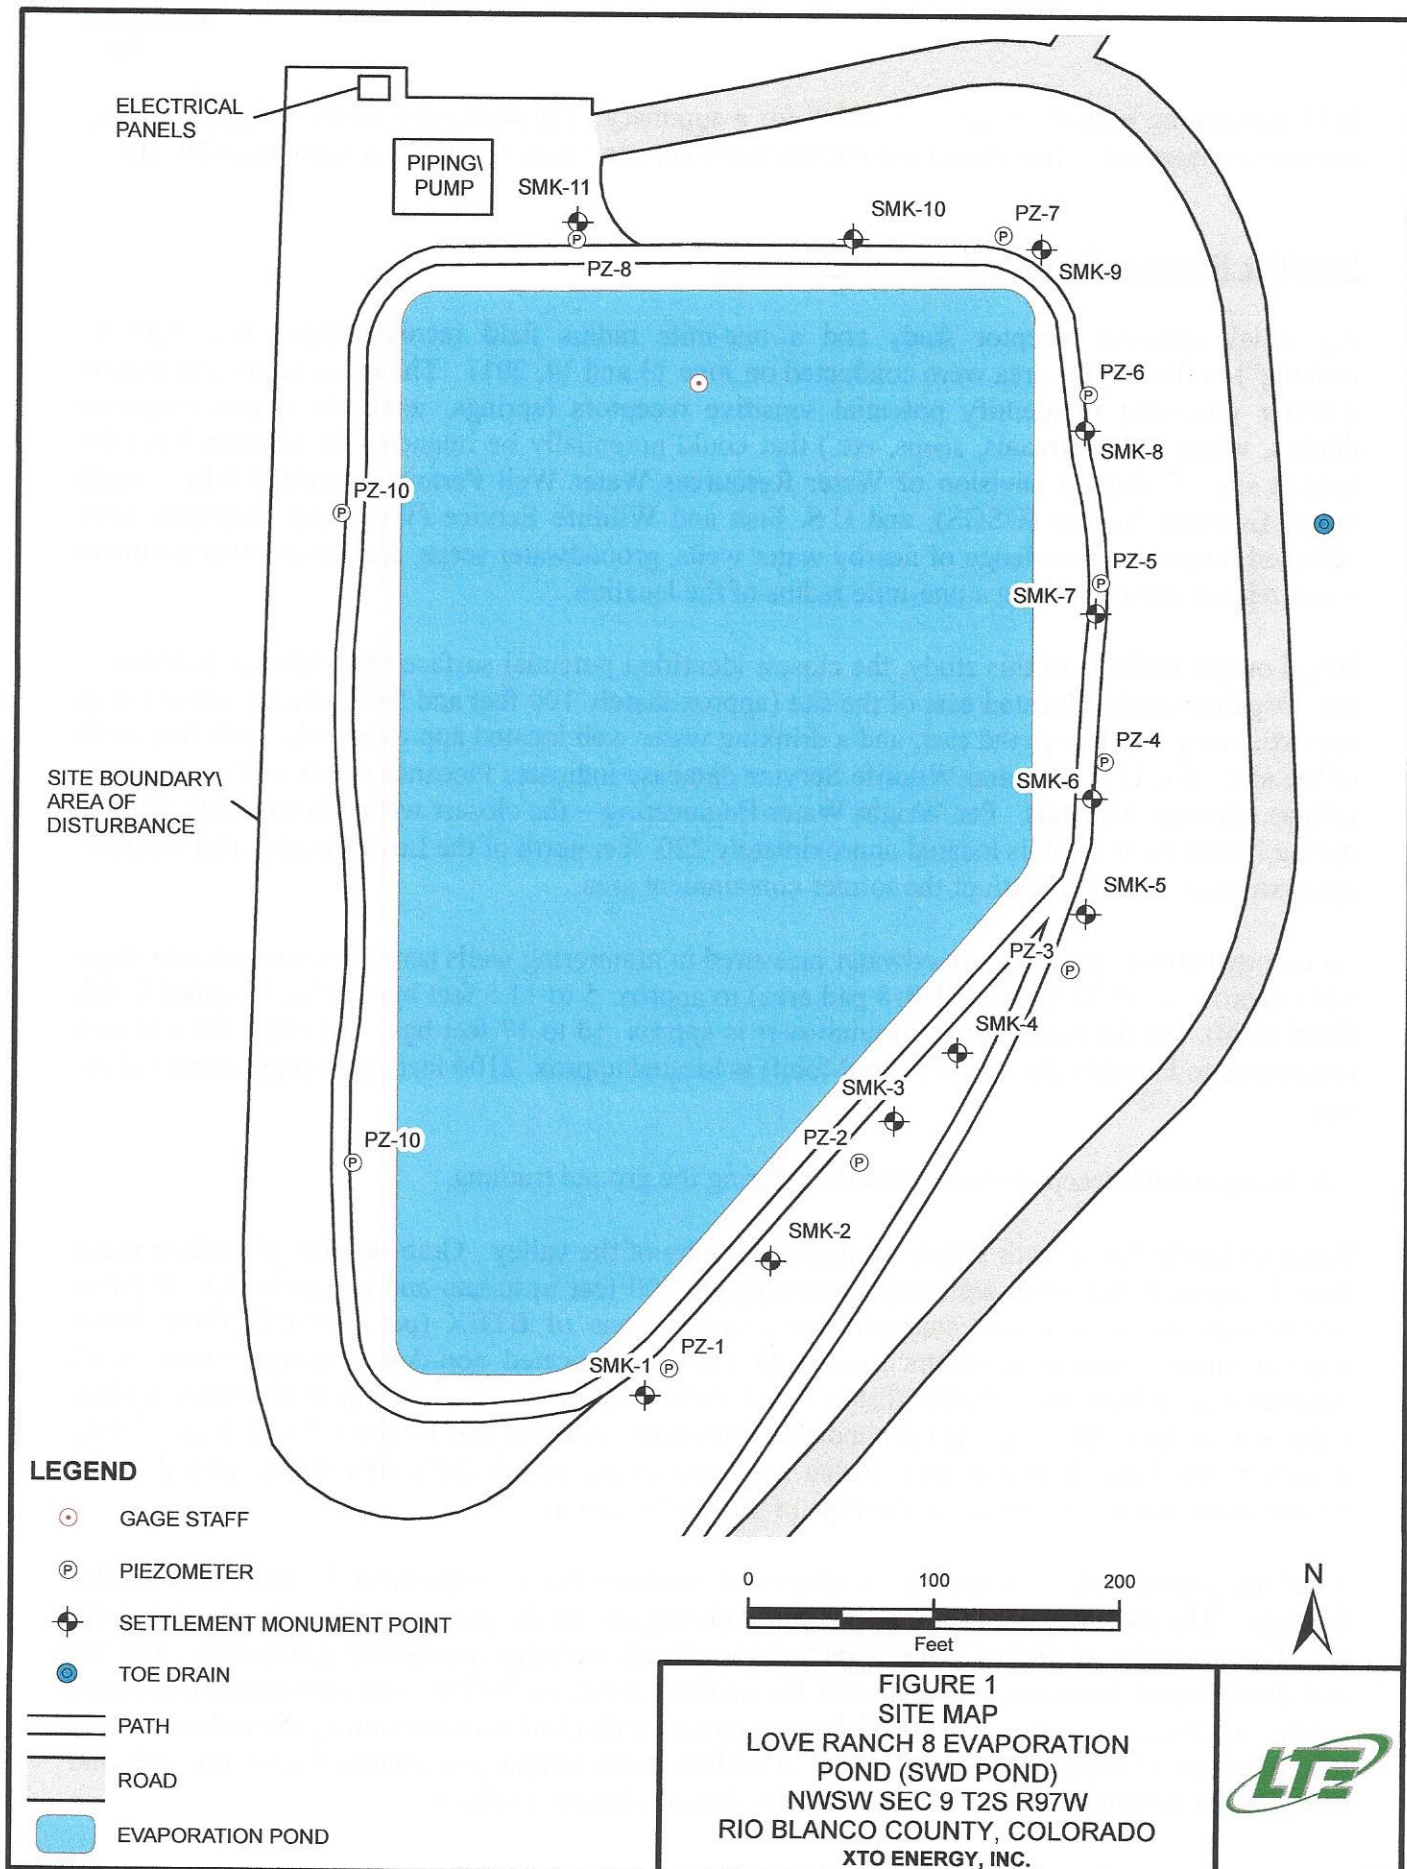 ELECTRICAL
PANELS
PIPING\
PUMP
SMK-11
SMK-10
PZ-7
SMK-9
PZ-8
PZ-6
SMK-8
PZ-10
PZ-5
SMK-7
PZ-4
SMK-6
SITE BOUNDARY\
AREA OF
DISTURBANCE
SMK-5
PZ-3
SMK-4
SMK-3
PZ-10
PZ-2
SMK-2
PZ-1
SMK-1
LEGEND
GAGE STAFF
PIEZOMETER
SETTLEMENT MONUMENT POINT
TOE DRAIN
PATH
ROAD
EVAPORATION POND
0 100 200
Feet
N
FIGURE 1
SITE MAP
LOVE RANCH 8 EVAPORATION
POND (SWD POND)
NWSW SEC 9 T2S R97W
RIO BLANCO COUNTY, COLORADO
XTO ENERGY, INC.
LTE